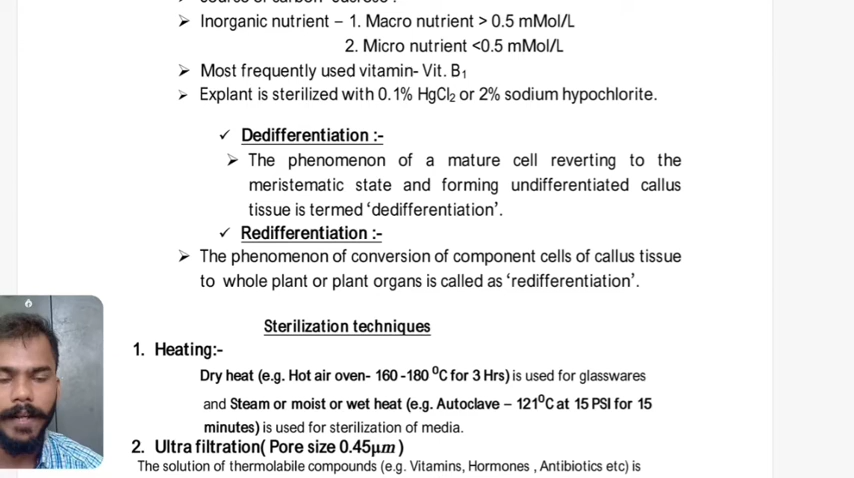 Inorganic nutrient – 1. Macro nutrient > 0.5 mMol/L
2. Micro nutrient <0.5 mMol/L
Most frequently used vitamin- Vit. B₁
Explant is sterilized with 0.1% HgCl₂ or 2% sodium hypochlorite.
Dedifferentiation :-
The phenomenon of a mature cell reverting to the
meristematic state and forming undifferentiated callus
tissue is termed ‘dedifferentiation’.
Redifferentiation :-
The phenomenon of conversion of component cells of callus tissue
to whole plant or plant organs is called as ‘redifferentiation’.
Sterilization techniques
1. Heating:-
Dry heat (e.g. Hot air oven- 160 -180 ⁰C for 3 Hrs) is used for glasswares
and Steam or moist or wet heat (e.g. Autoclave – 121⁰C at 15 PSI for 15
minutes) is used for sterilization of media.
2. Ultra filtration( Pore size 0.45μm )
The solution of thermolabile compounds (e.g. Vitamins, Hormones , Antibiotics etc) is